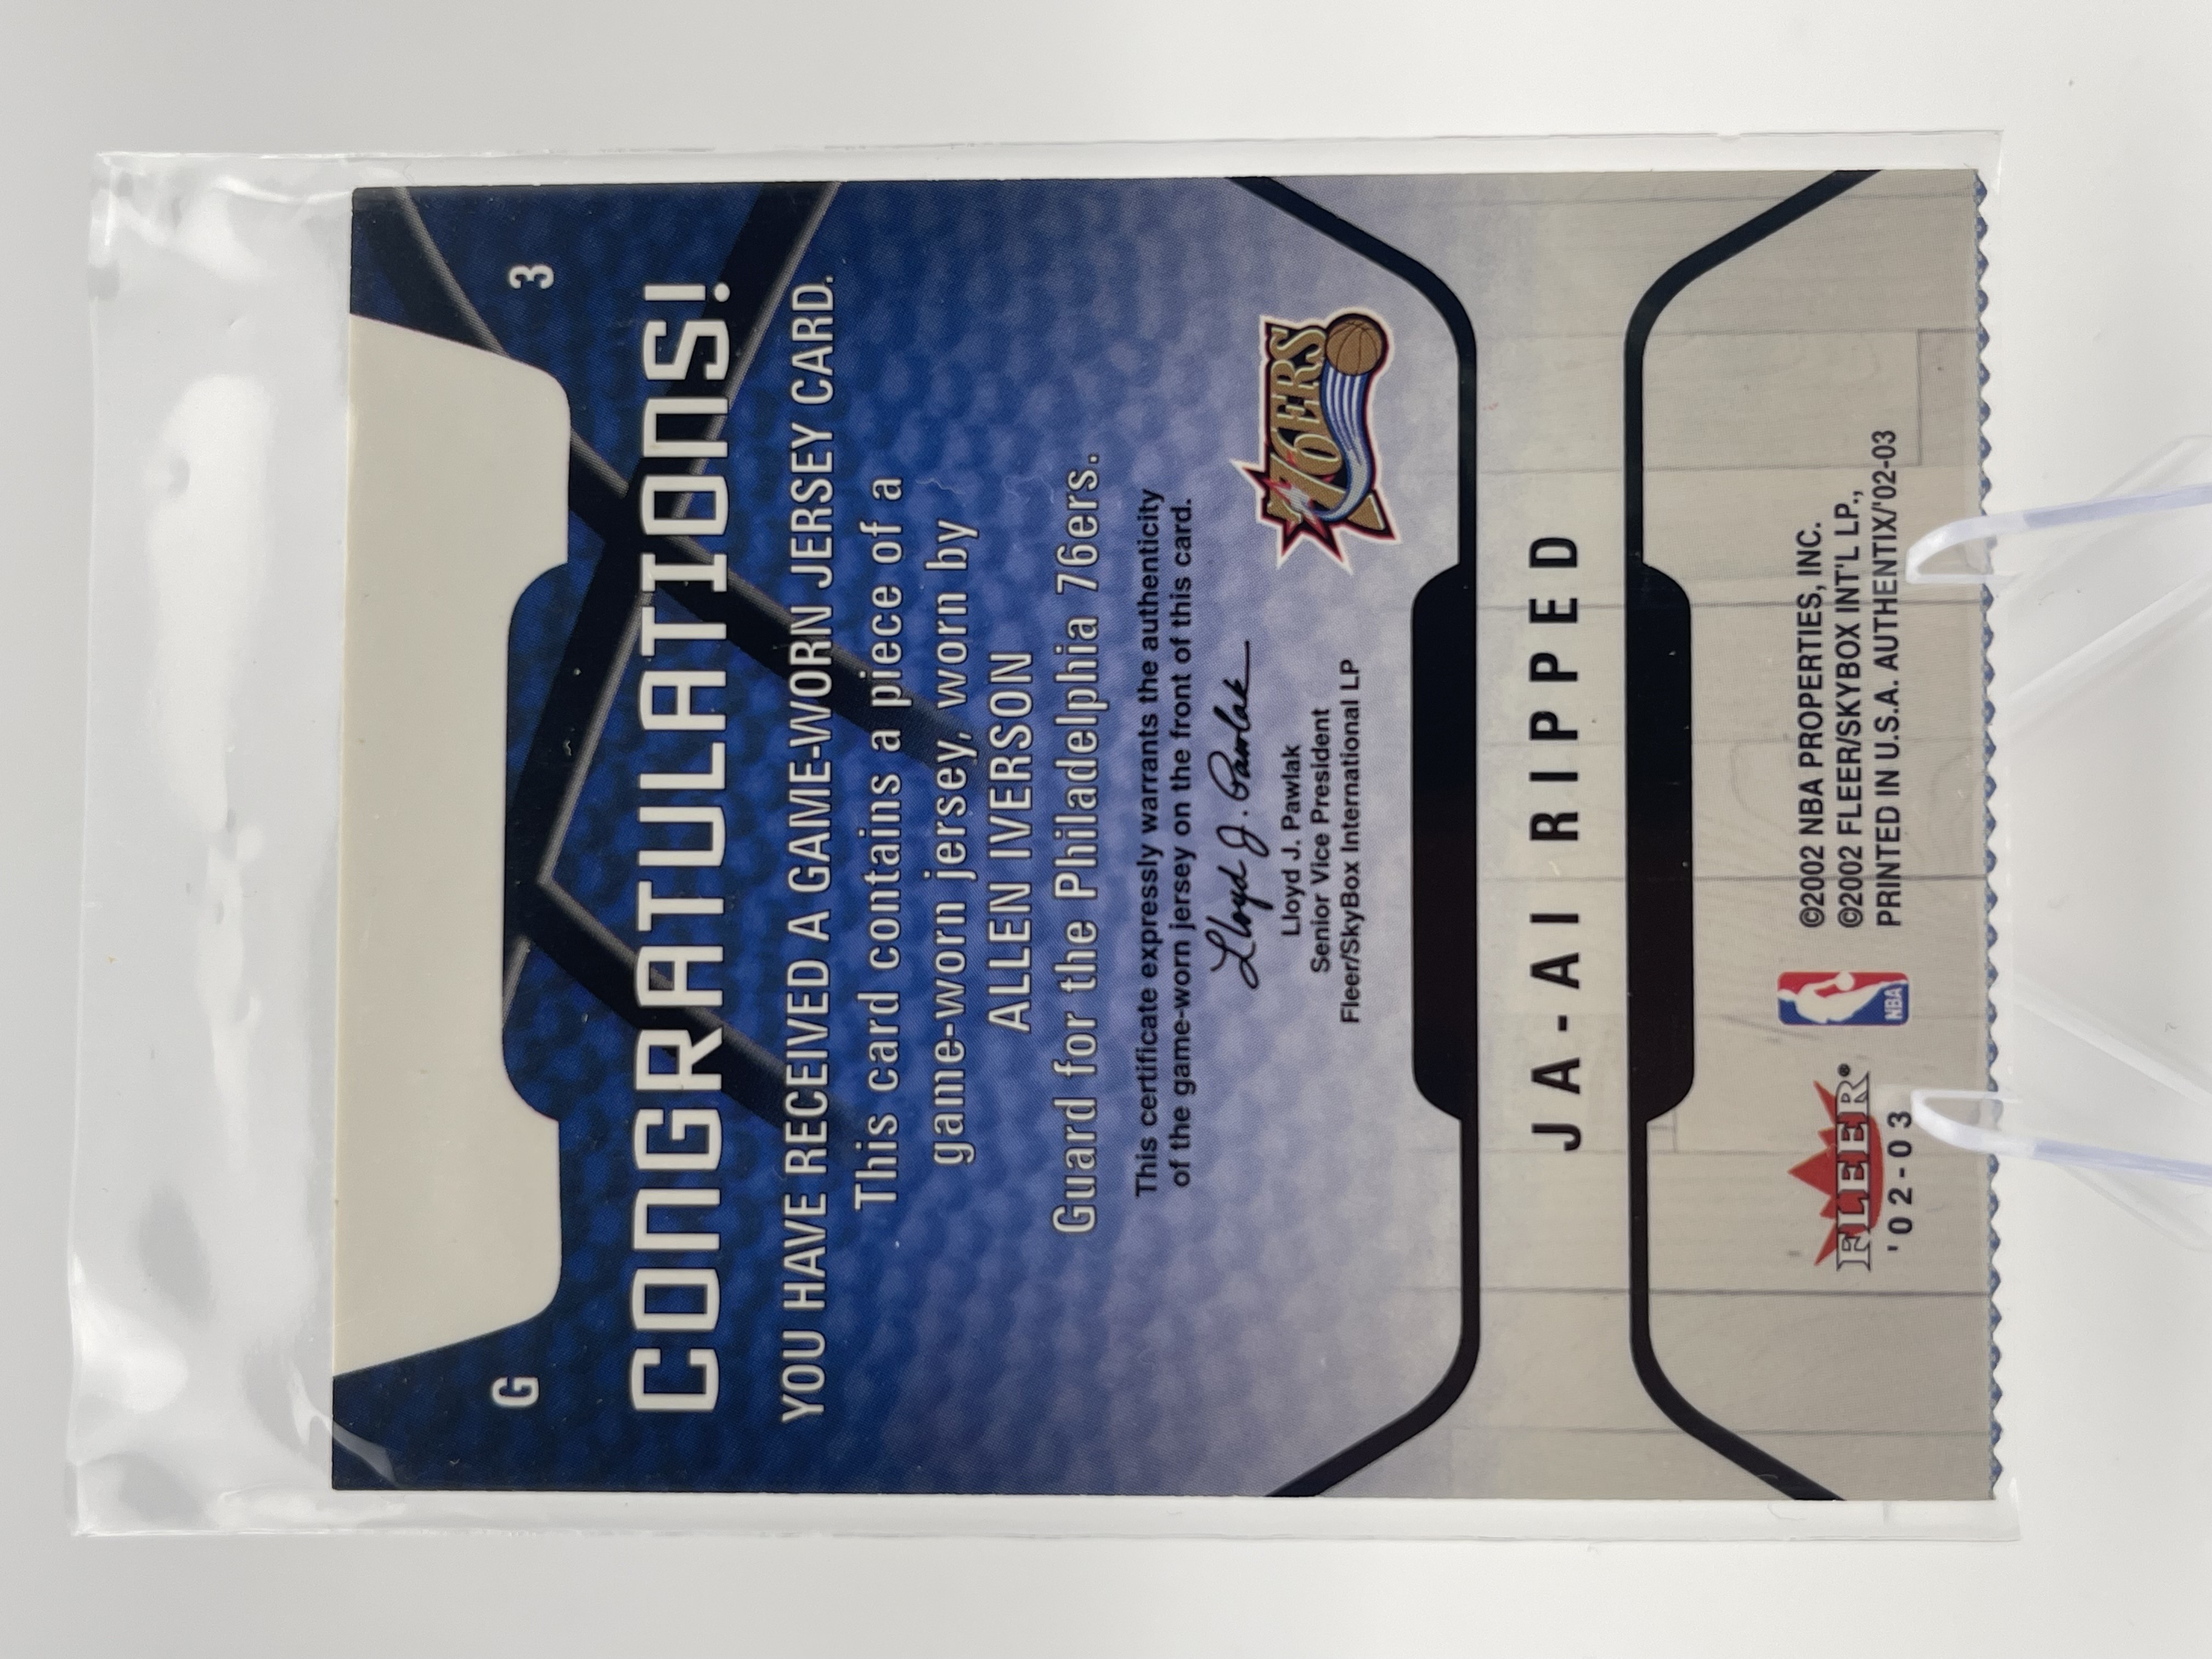 G 3
CONGRATULATIONS!
YOU HAVE RECEIVED A GAME-WORN JERSEY CARD.
This card contains a piece of a
game-worn jersey, worn by
ALLEN IVERSON
Guard for the Philadelphia 76ers.
This certificate expressly warrants the authenticity
of the game-worn jersey on the front of this card.
Lloyd J. Pawlak
Lloyd J. Pawlak
Senior Vice President
Fleer/SkyBox International LP
76ERS
JA-AI RIPPED
FLEER®
'02-03
NBA
©2002 NBA PROPERTIES, INC.
©2002 FLEER/SKYBOX INT'L LP.,
PRINTED IN U.S.A. AUTHENTIX/'02-03